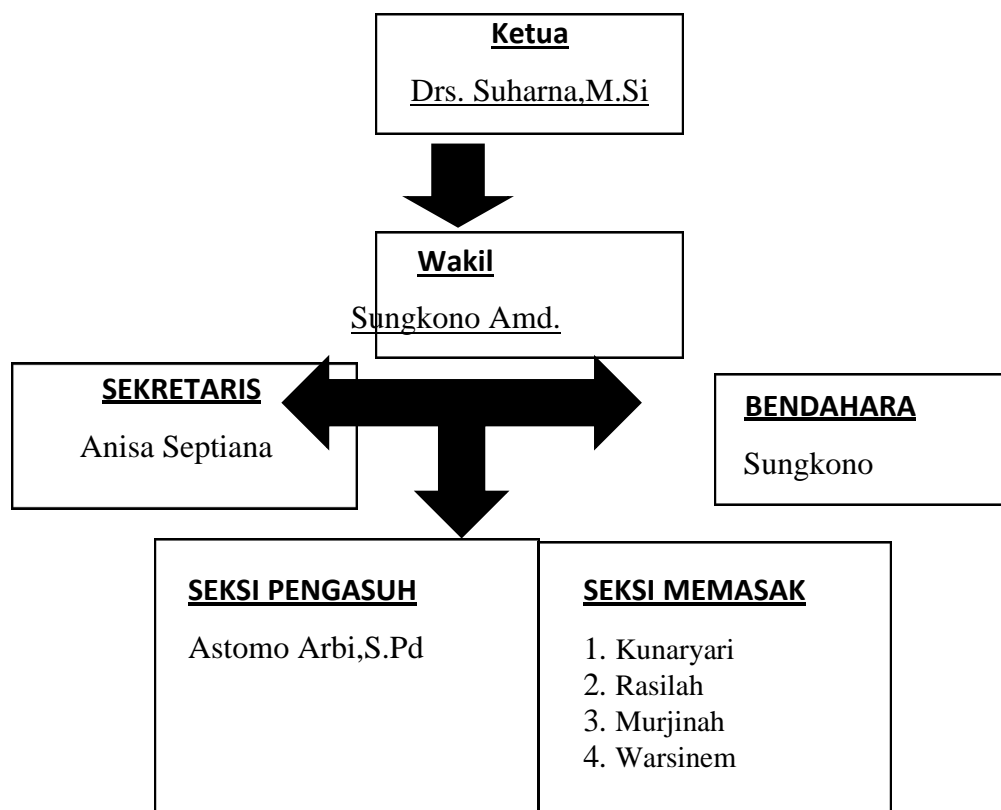 Ketua
Drs. Suharna,M.Si
Wakil
Sungkono Amd.
SEKRETARIS
Anisa Septiana
BENDAHARA
Sungkono
SEKSI PENGASUH
Astomo Arbi,S.Pd
SEKSI MEMASAK
1. Kunaryari
2. Rasilah
3. Murjinah
4. Warsinem